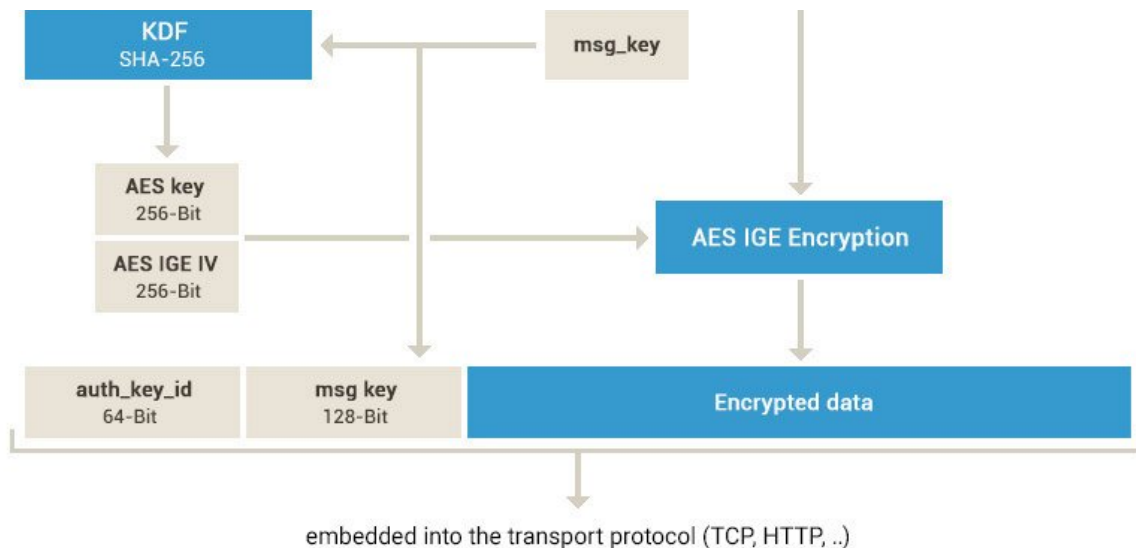 KDF
SHA-256
msg_key
AES key
256-Bit
AES IGE IV
256-Bit
AES IGE Encryption
auth_key_id
64-Bit
msg key
128-Bit
Encrypted data
embedded into the transport protocol (TCP, HTTP, ..)